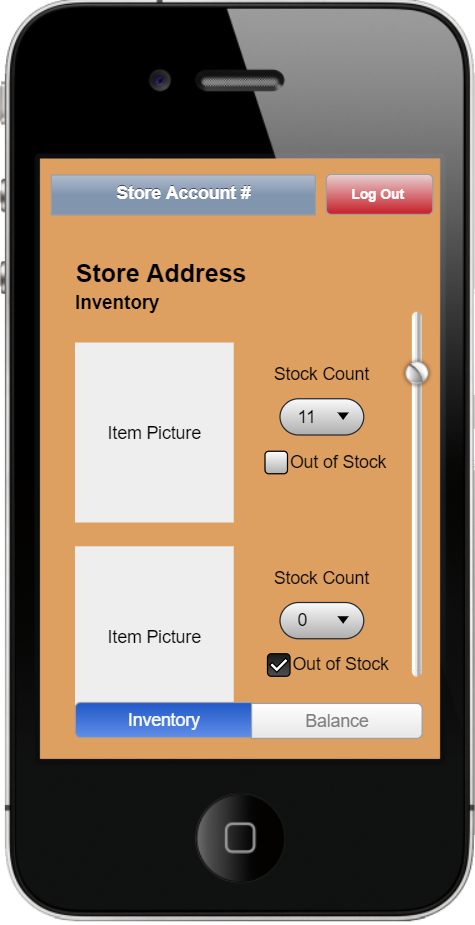 Store Account #
Log Out
Store Address
Inventory
Item Picture
Stock Count
11
Out of Stock
Item Picture
Stock Count
0
Out of Stock
Inventory
Balance